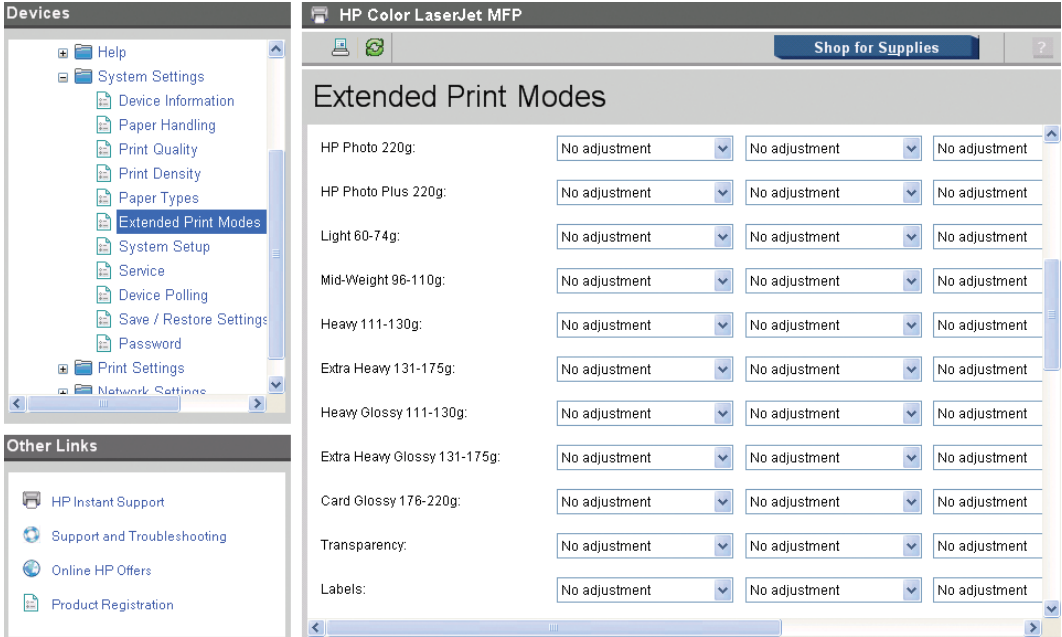 Devices
Help
System Settings
Device Information
Paper Handling
Print Quality
Print Density
Paper Types
Extended Print Modes
System Setup
Service
Device Polling
Save / Restore Settings
Password
Print Settings
Network Settings
Other Links
HP Instant Support
Support and Troubleshooting
Online HP Offers
Product Registration
HP Color LaserJet MFP
Shop for Supplies ?
Extended Print Modes
HP Photo 220g: No adjustment No adjustment No adjustment
HP Photo Plus 220g: No adjustment No adjustment No adjustment
Light 60-74g: No adjustment No adjustment No adjustment
Mid-Weight 96-110g: No adjustment No adjustment No adjustment
Heavy 111-130g: No adjustment No adjustment No adjustment
Extra Heavy 131-175g: No adjustment No adjustment No adjustment
Heavy Glossy 111-130g: No adjustment No adjustment No adjustment
Extra Heavy Glossy 131-175g: No adjustment No adjustment No adjustment
Card Glossy 176-220g: No adjustment No adjustment No adjustment
Transparency: No adjustment No adjustment No adjustment
Labels: No adjustment No adjustment No adjustment